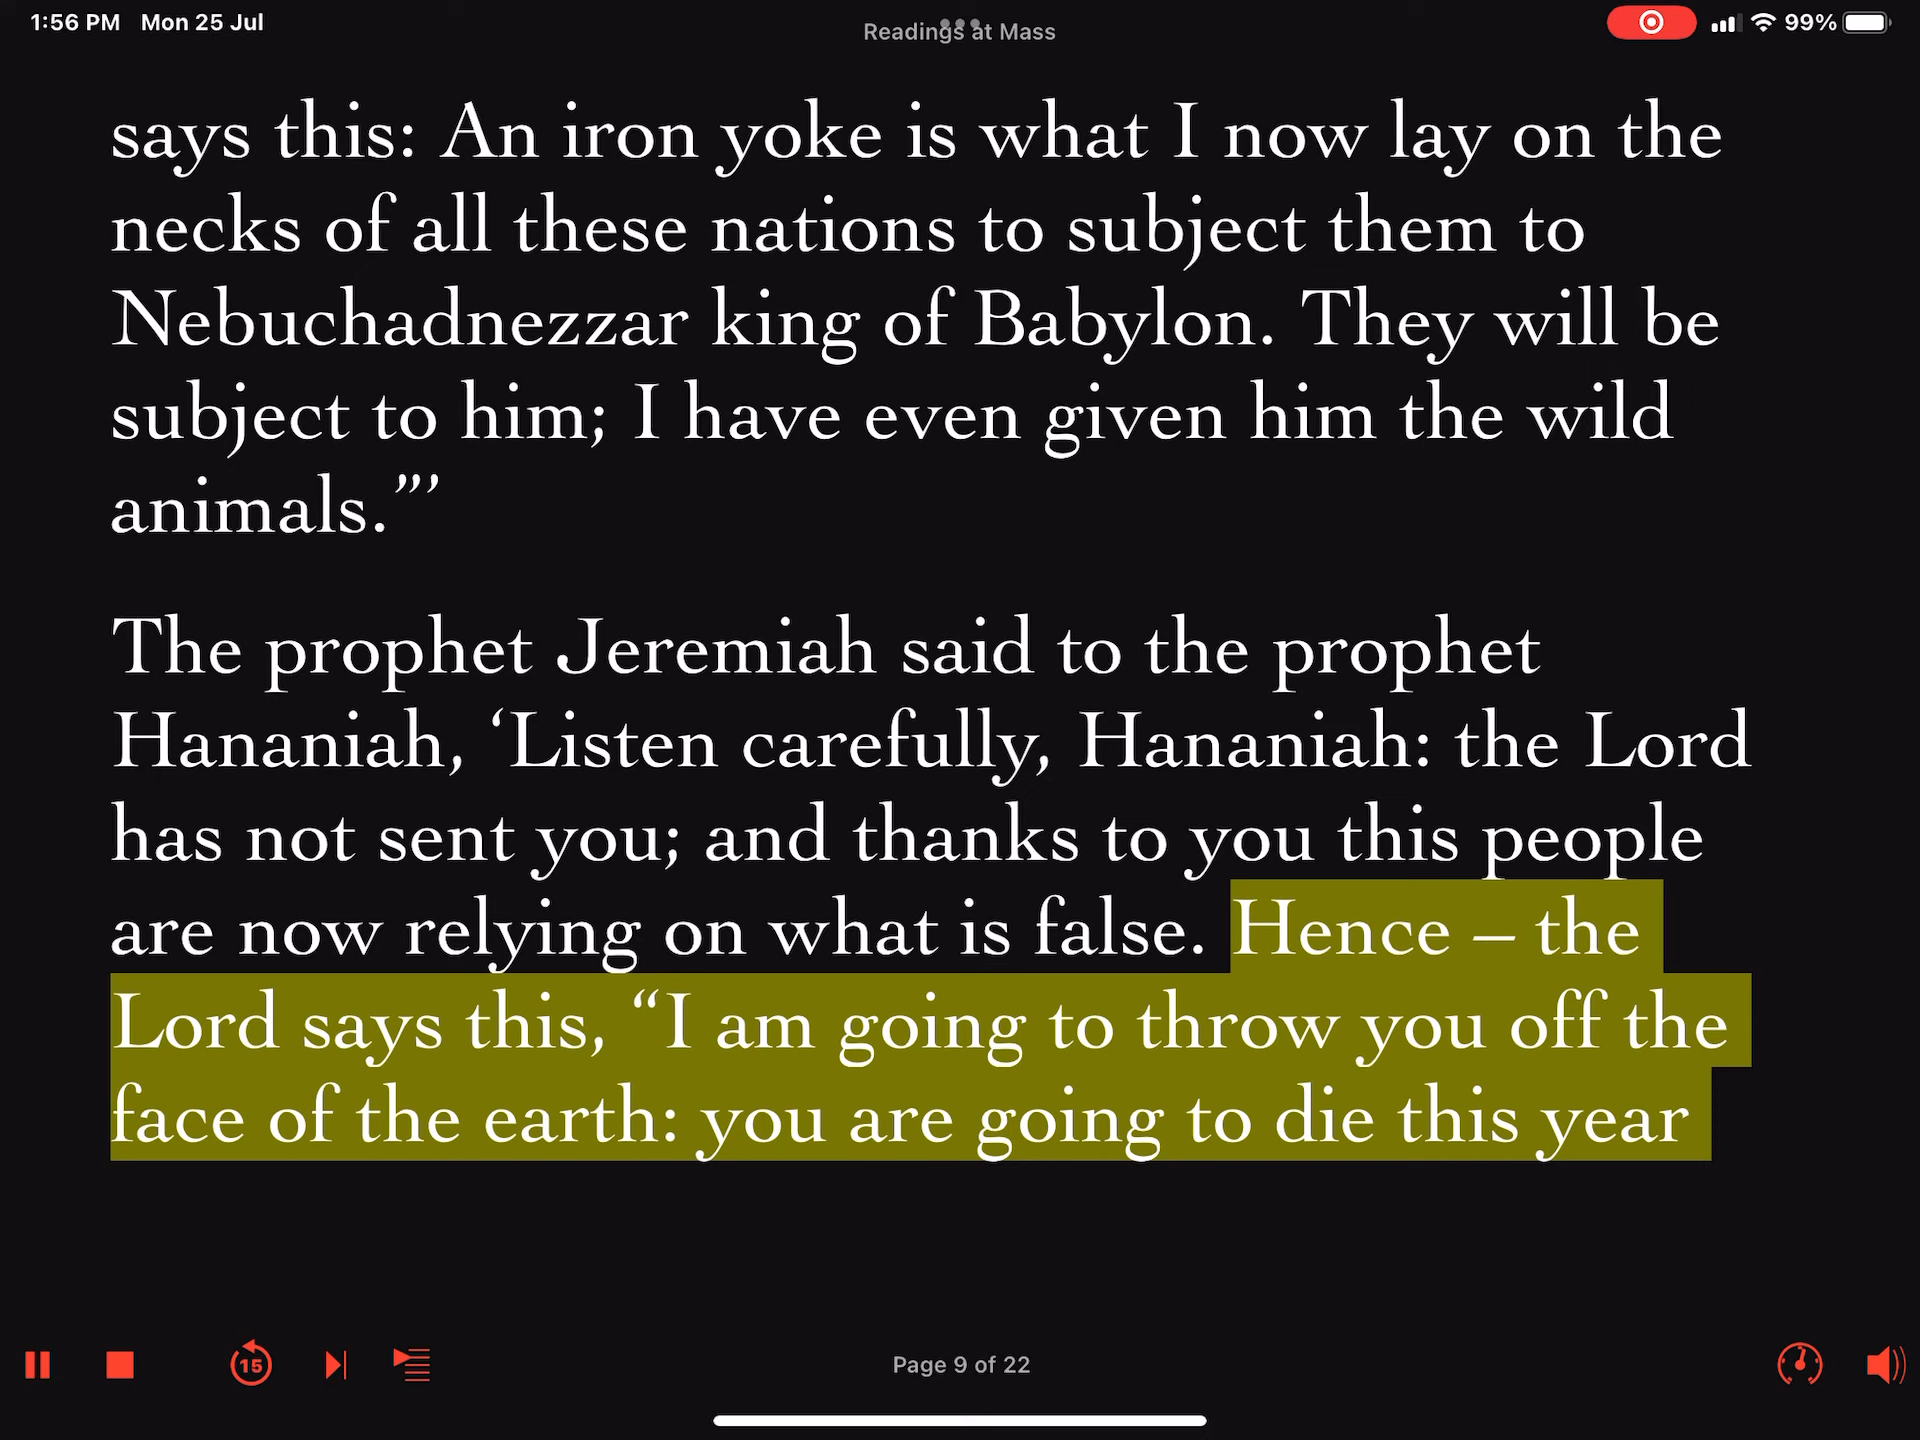 1:56 PM Mon 25 Jul
Readings at Mass
99%
says this: An iron yoke is what I now lay on the
necks of all these nations to subject them to
Nebuchadnezzar king of Babylon. They will be
subject to him; I have even given him the wild
animals.”’
The prophet Jeremiah said to the prophet
Hananiah, ‘Listen carefully, Hananiah: the Lord
has not sent you; and thanks to you this people
are now relying on what is false. Hence – the
Lord says this, “I am going to throw you off the
face of the earth: you are going to die this year
15
Page 9 of 22